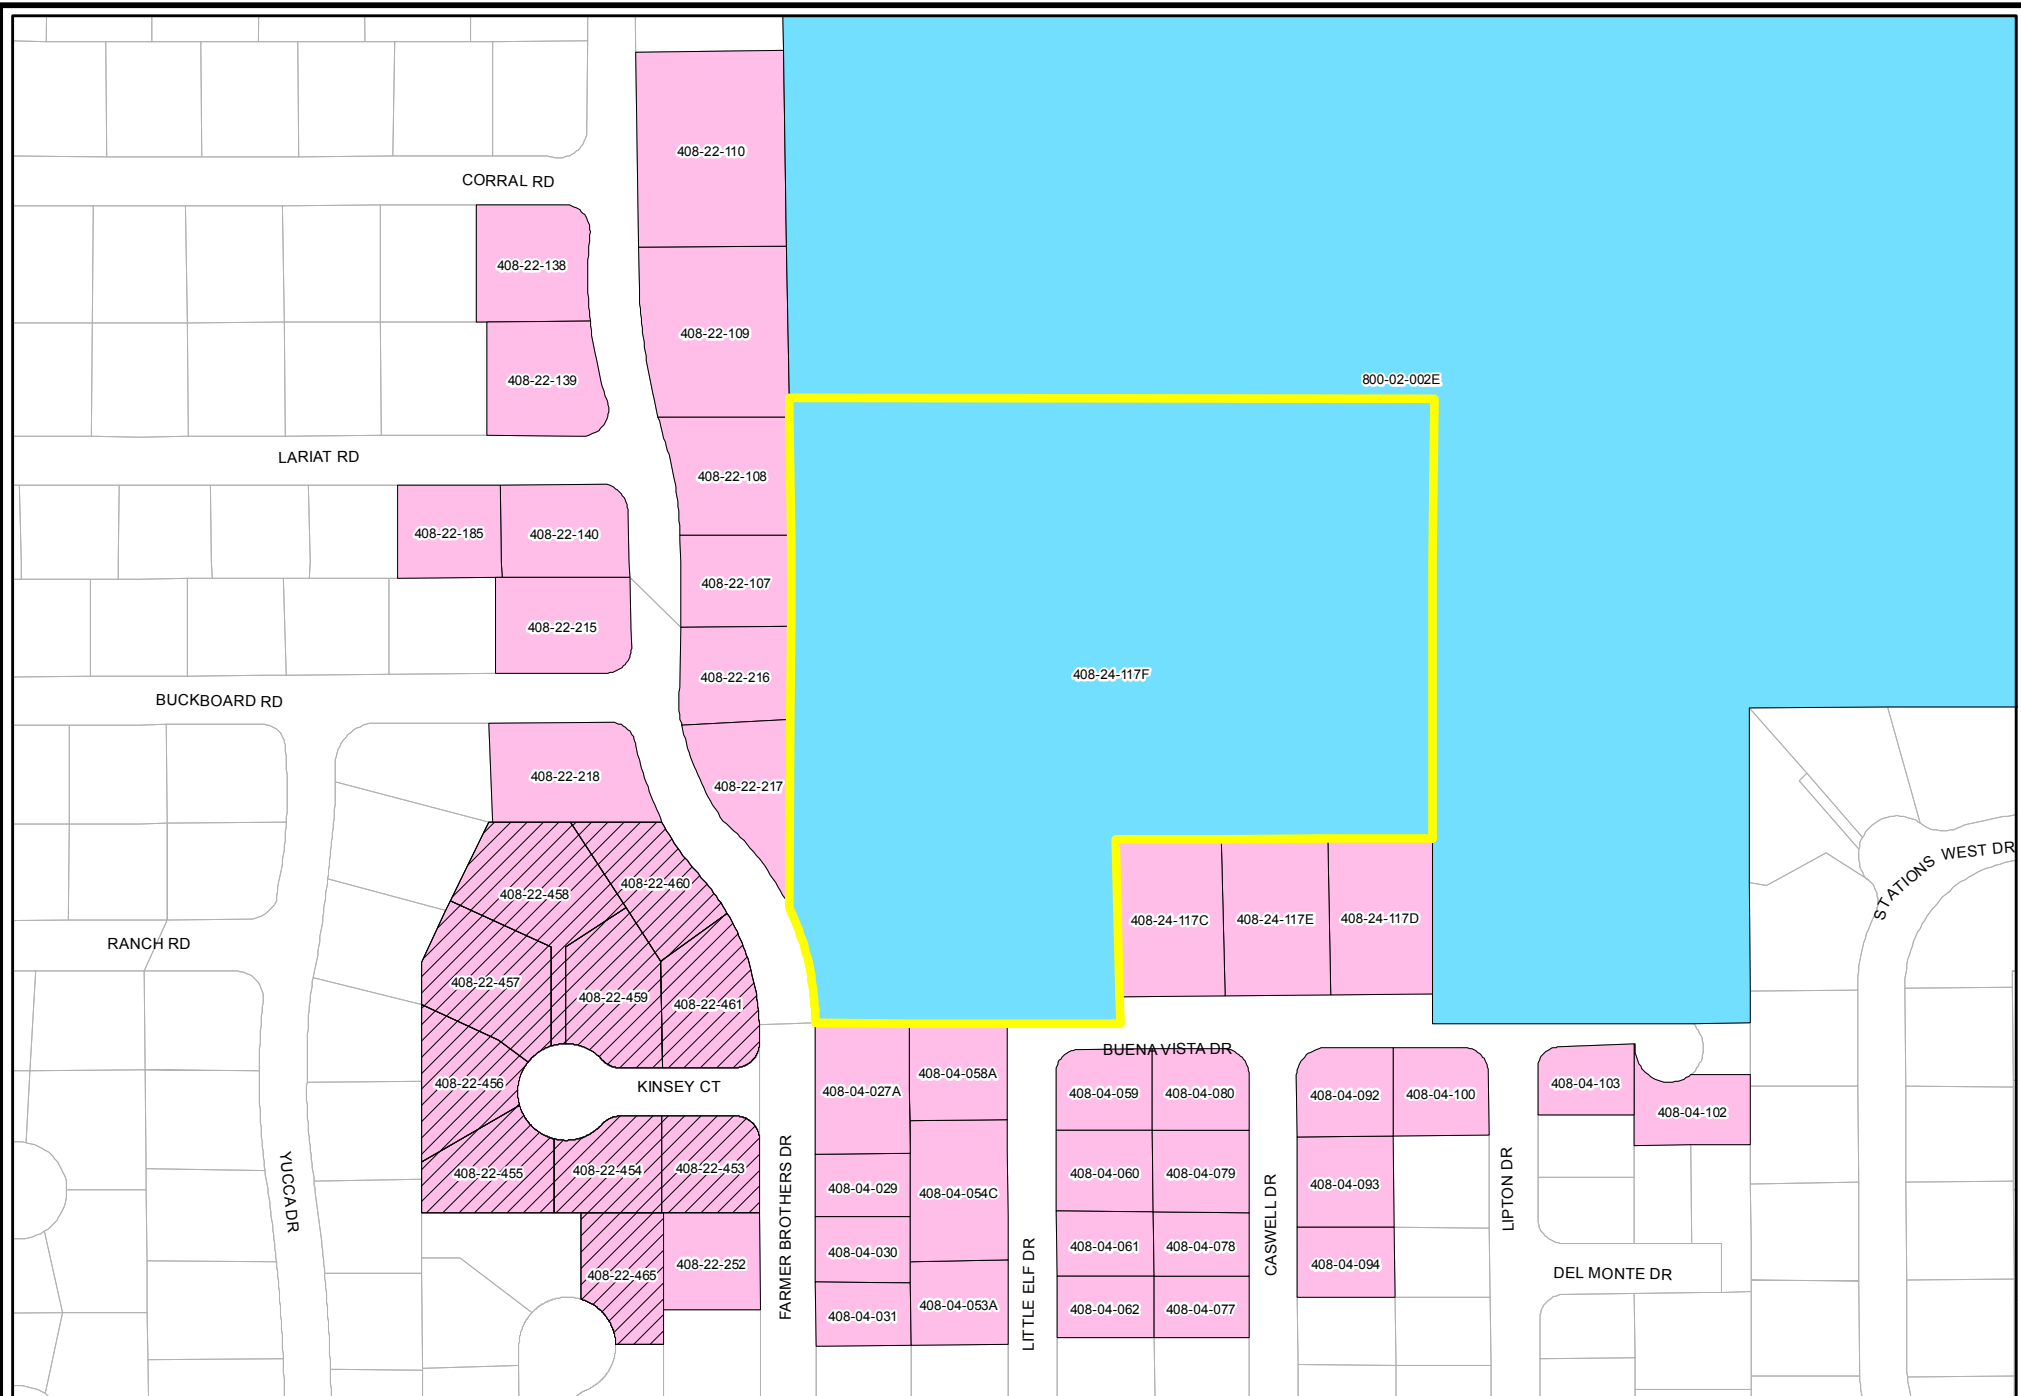 408-22-110
CORRAL RD
408-22-138
408-22-109
408-22-139
800-02-002E
LARIAT RD
408-22-108
408-22-185
408-22-140
408-22-107
408-22-215
408-22-216
408-24-117F
BUCKBOARD RD
408-22-218
408-22-217
STATIONS WEST DR
408-22-458
408-22-460
408-24-117C
408-24-117E
408-24-117D
RANCH RD
408-22-457
408-22-459
408-22-461
BUENA VISTA DR
408-22-456
KINSEY CT
408-04-027A
408-04-058A
408-04-059
408-04-080
408-04-092
408-04-100
408-04-103
408-04-102
YUCCA DR
408-22-455
408-22-454
408-22-453
FARMER BROTHERS DR
408-04-029
408-04-054C
408-04-060
408-04-079
CASWELL DR
408-04-093
LIPTON DR
408-04-030
LITTLE ELF DR
408-04-061
408-04-078
408-22-465
408-22-252
408-04-094
DEL MONTE DR
408-04-031
408-04-053A
408-04-062
408-04-077